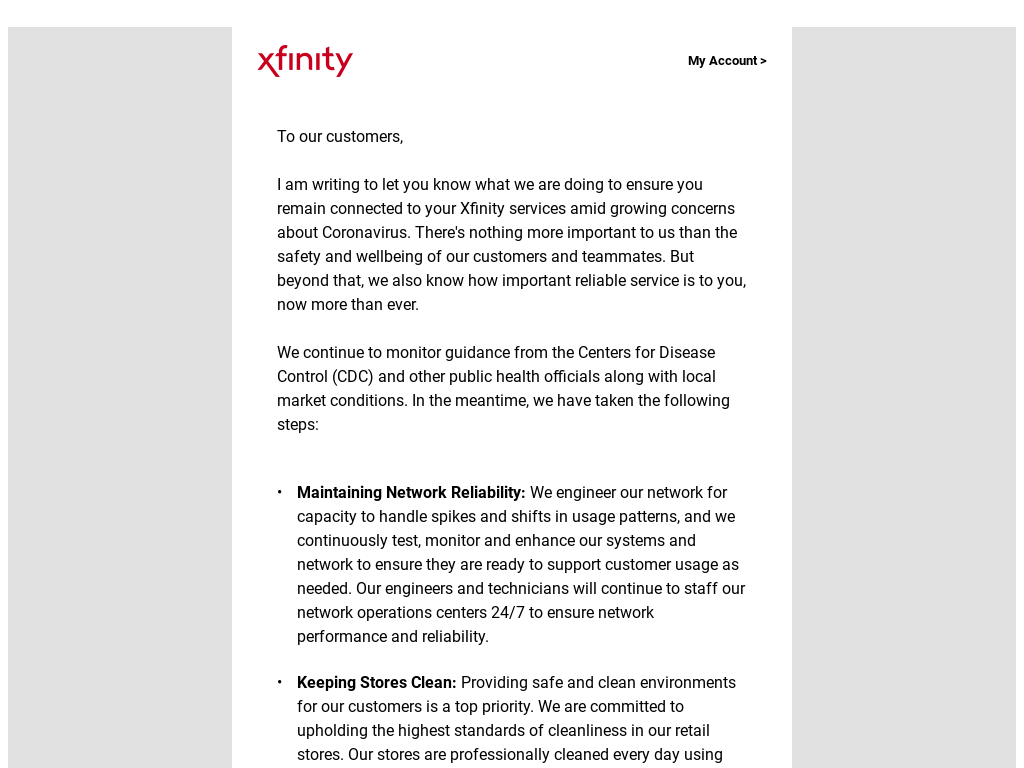 xfinity
My Account >
To our customers,
I am writing to let you know what we are doing to ensure you
remain connected to your Xfinity services amid growing concerns
about Coronavirus. There's nothing more important to us than the
safety and wellbeing of our customers and teammates. But
beyond that, we also know how important reliable service is to you,
now more than ever.
We continue to monitor guidance from the Centers for Disease
Control (CDC) and other public health officials along with local
market conditions. In the meantime, we have taken the following
steps:
• Maintaining Network Reliability: We engineer our network for
capacity to handle spikes and shifts in usage patterns, and we
continuously test, monitor and enhance our systems and
network to ensure they are ready to support customer usage as
needed. Our engineers and technicians will continue to staff our
network operations centers 24/7 to ensure network
performance and reliability.
• Keeping Stores Clean: Providing safe and clean environments
for our customers is a top priority. We are committed to
upholding the highest standards of cleanliness in our retail
stores. Our stores are professionally cleaned every day using